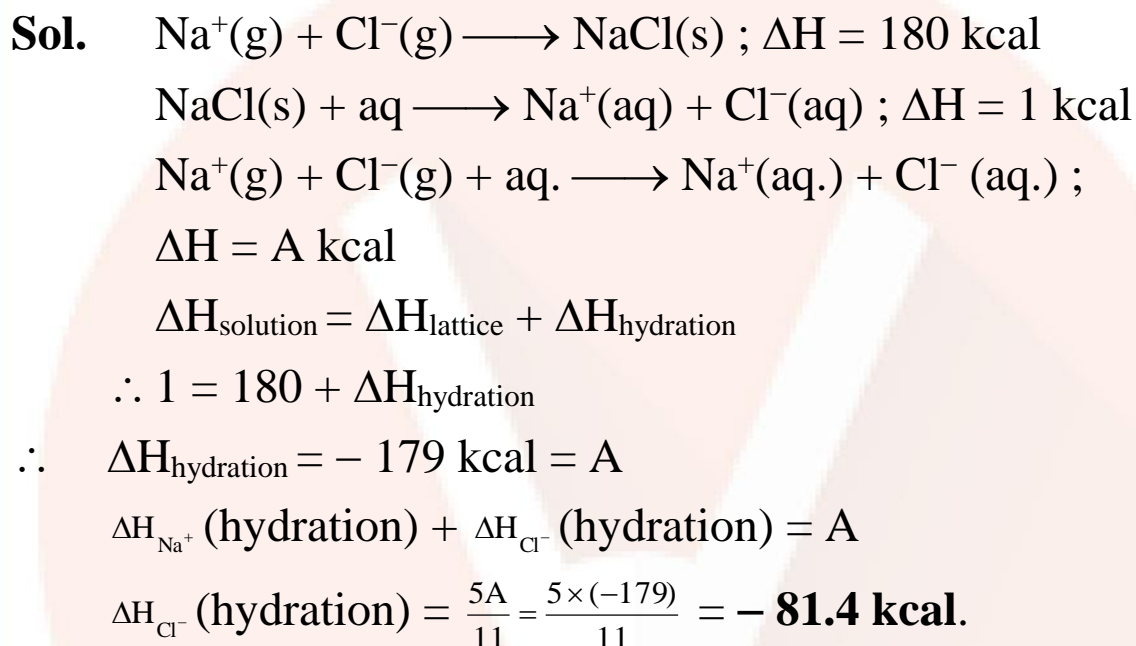 Sol. Na⁺(g) + Cl⁻(g) ⟶ NaCl(s) ; ΔH = 180 kcal
NaCl(s) + aq ⟶ Na⁺(aq) + Cl⁻(aq) ; ΔH = 1 kcal
Na⁺(g) + Cl⁻(g) + aq. ⟶ Na⁺(aq.) + Cl⁻ (aq.) ;
ΔH = A kcal
ΔH_solution = ΔH_lattice + ΔH_hydration
∴ 1 = 180 + ΔH_hydration
∴ ΔH_hydration = – 179 kcal = A
ΔH_Na⁺ (hydration) + ΔH_Cl⁻ (hydration) = A
ΔH_Cl⁻ (hydration) = 5A/11 = 5×(−179)/11 = – 81.4 kcal.